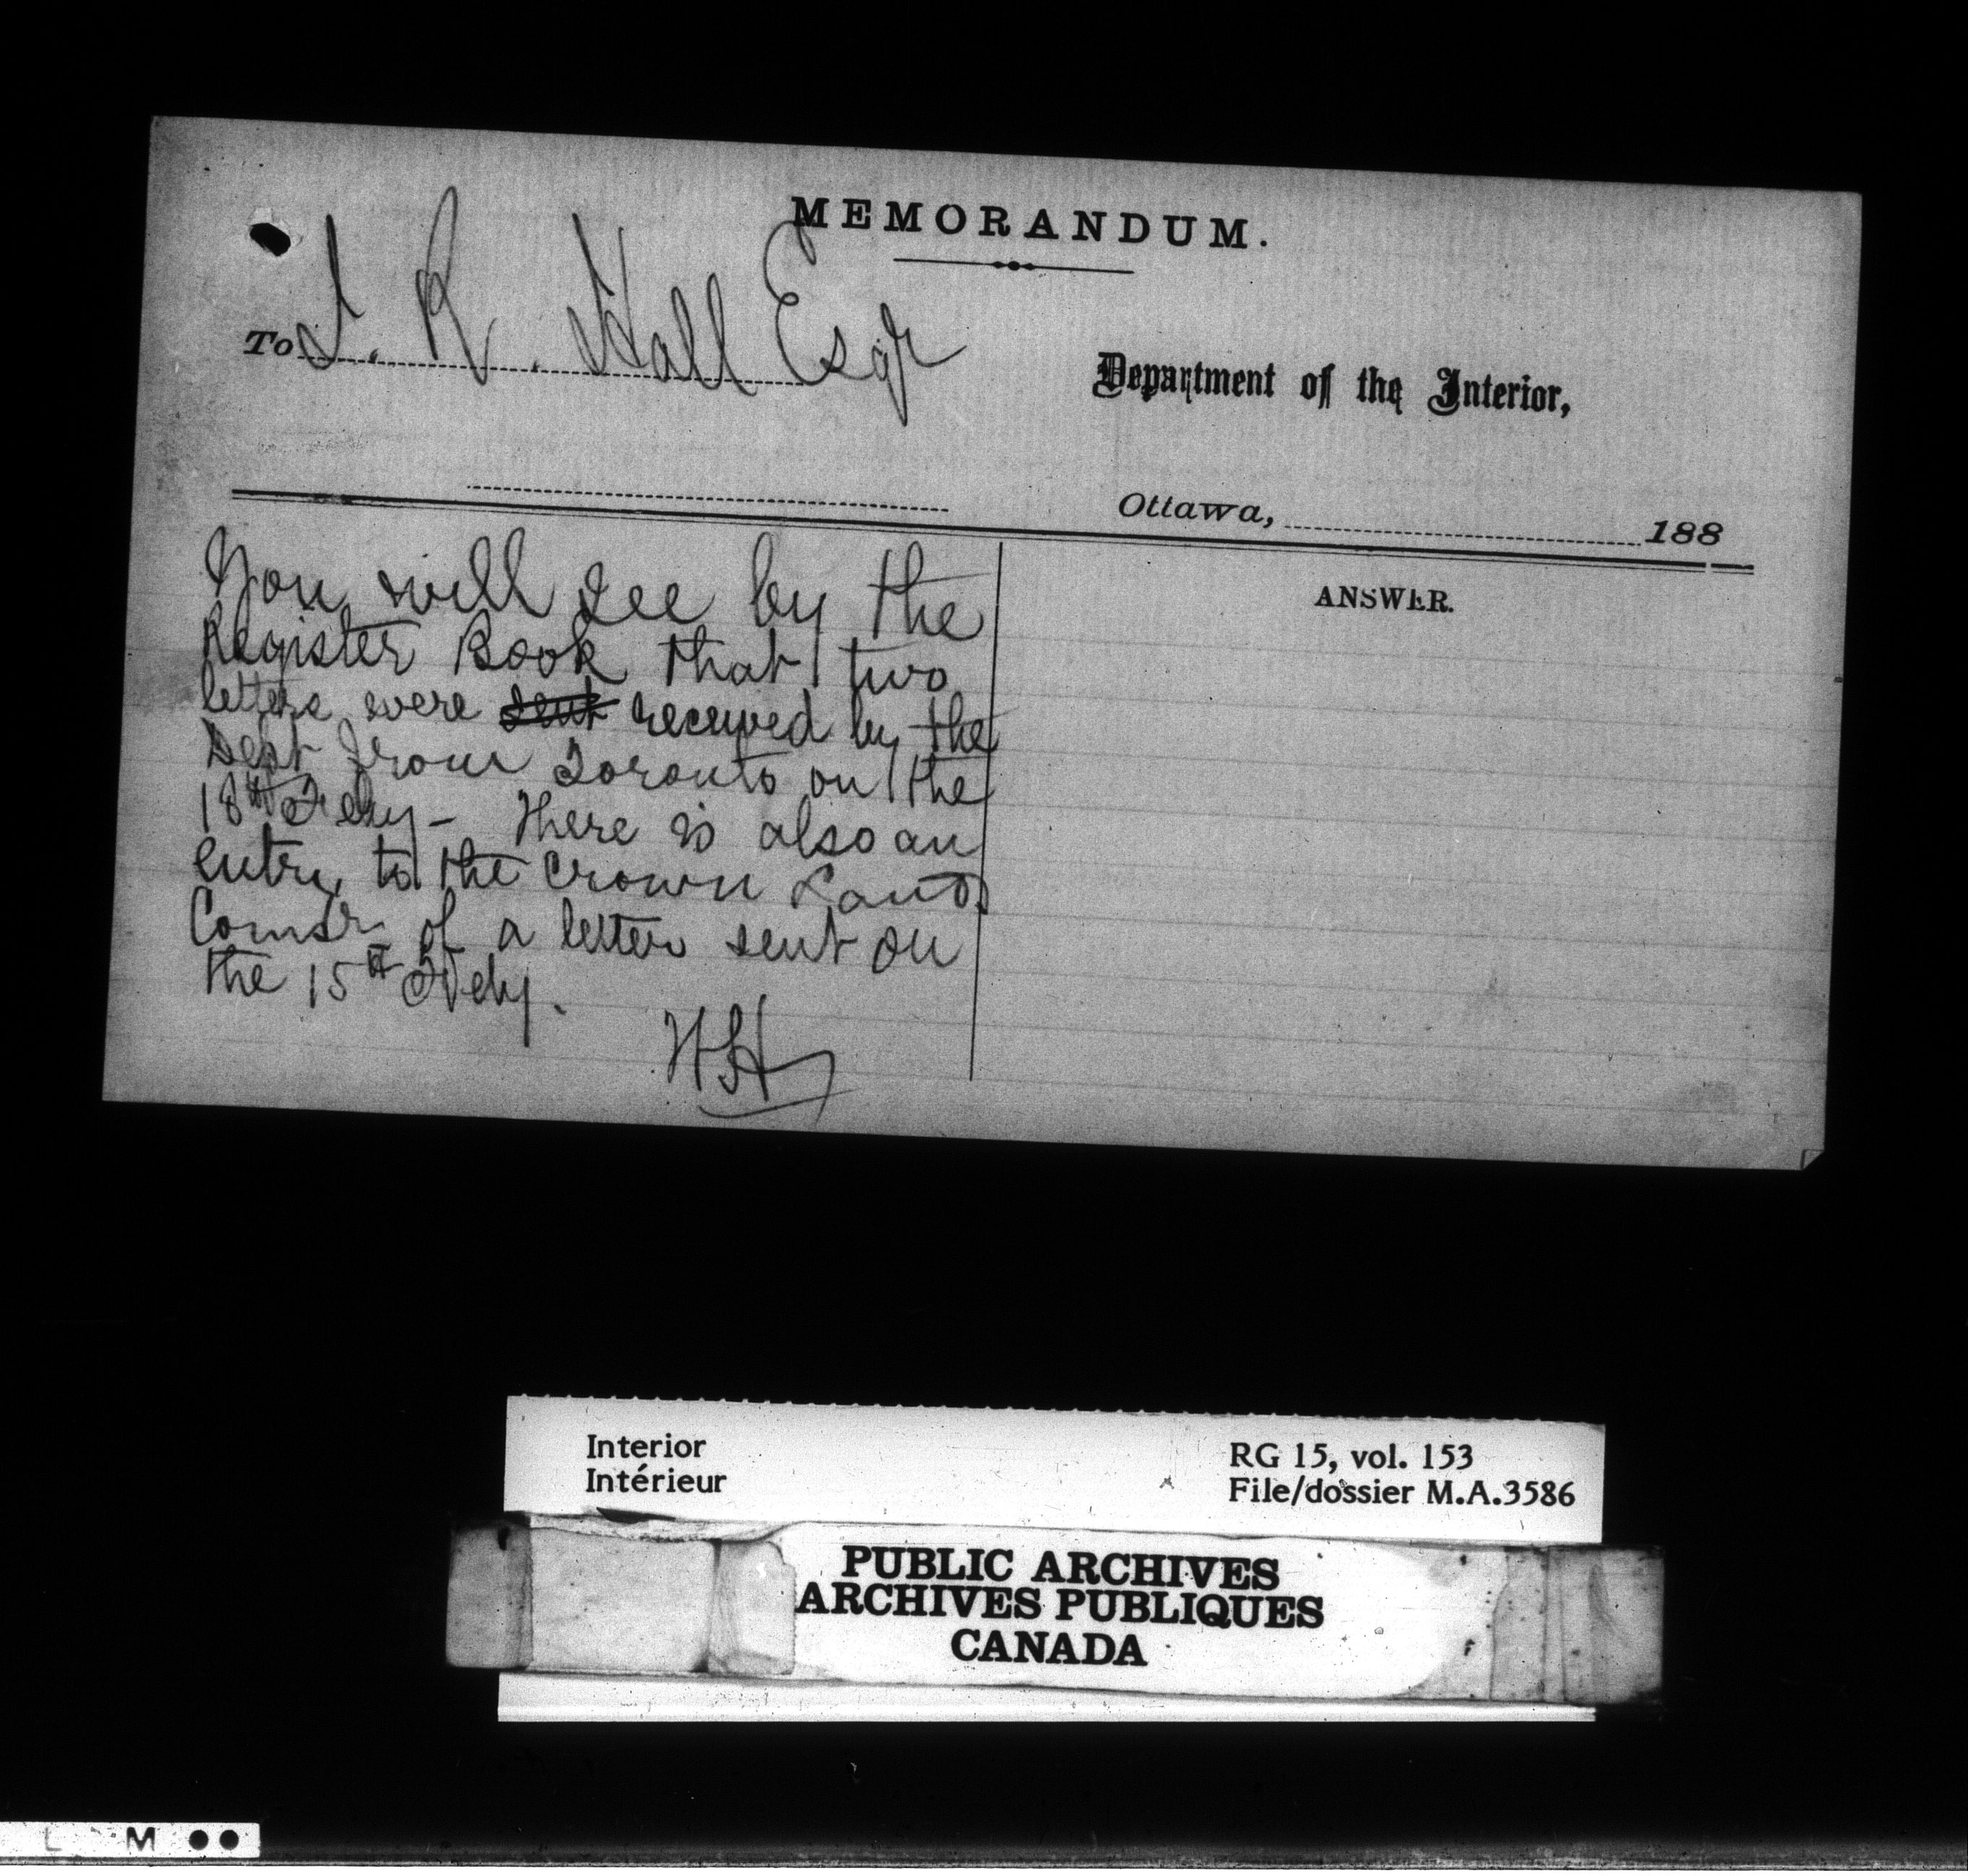 MEMORANDUM.
To J. R. Hall Esqr
Department of the Interior,
Ottawa, 188
You will see by the
Register Book that two
letters were sent received by the
Dept from Toronto on the
18th Feby - There is also an
entry to the Crown Lands
Comsr of a letter sent on
the 15th Feby.
ANSWER.
Interior
Intérieur
RG 15, vol. 153
File/dossier M.A.3586
PUBLIC ARCHIVES
ARCHIVES PUBLIQUES
CANADA
M